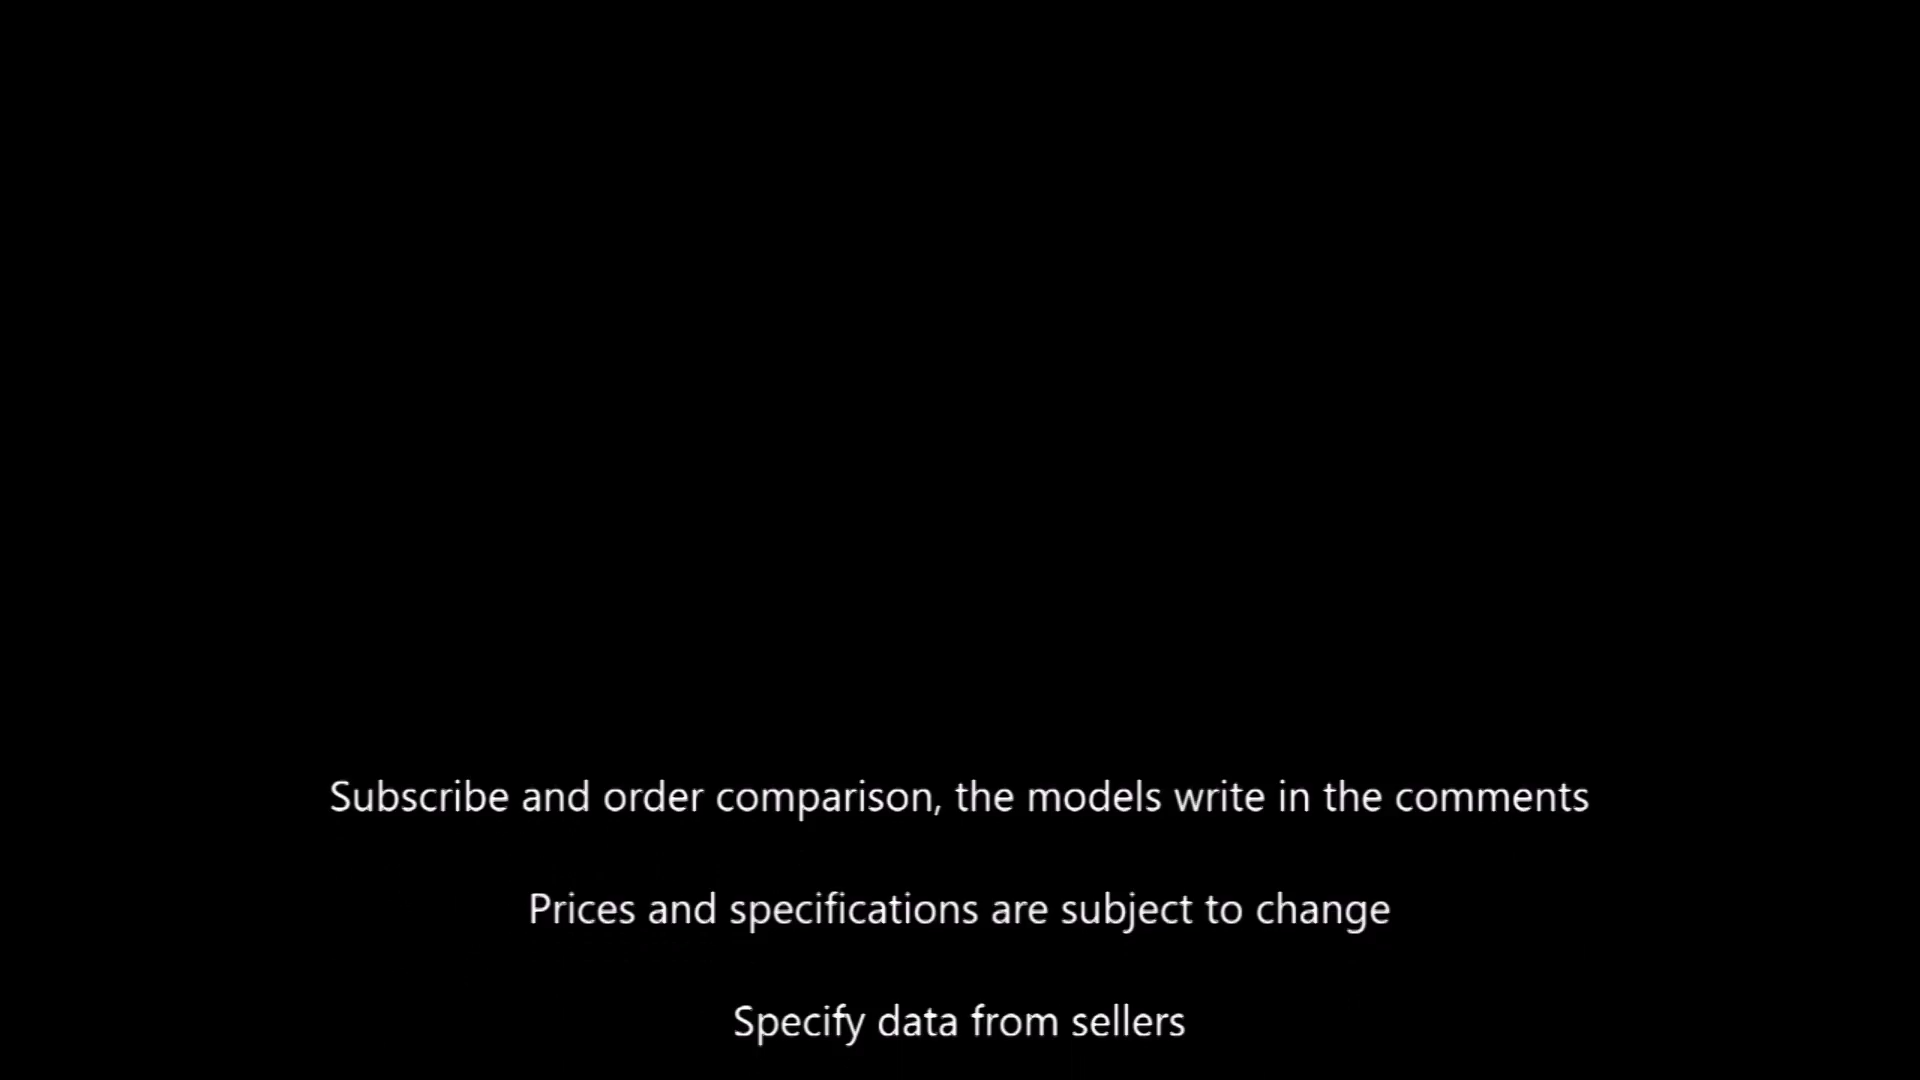 Subscribe and order comparison, the models write in the comments
Prices and specifications are subject to change
Specify data from sellers